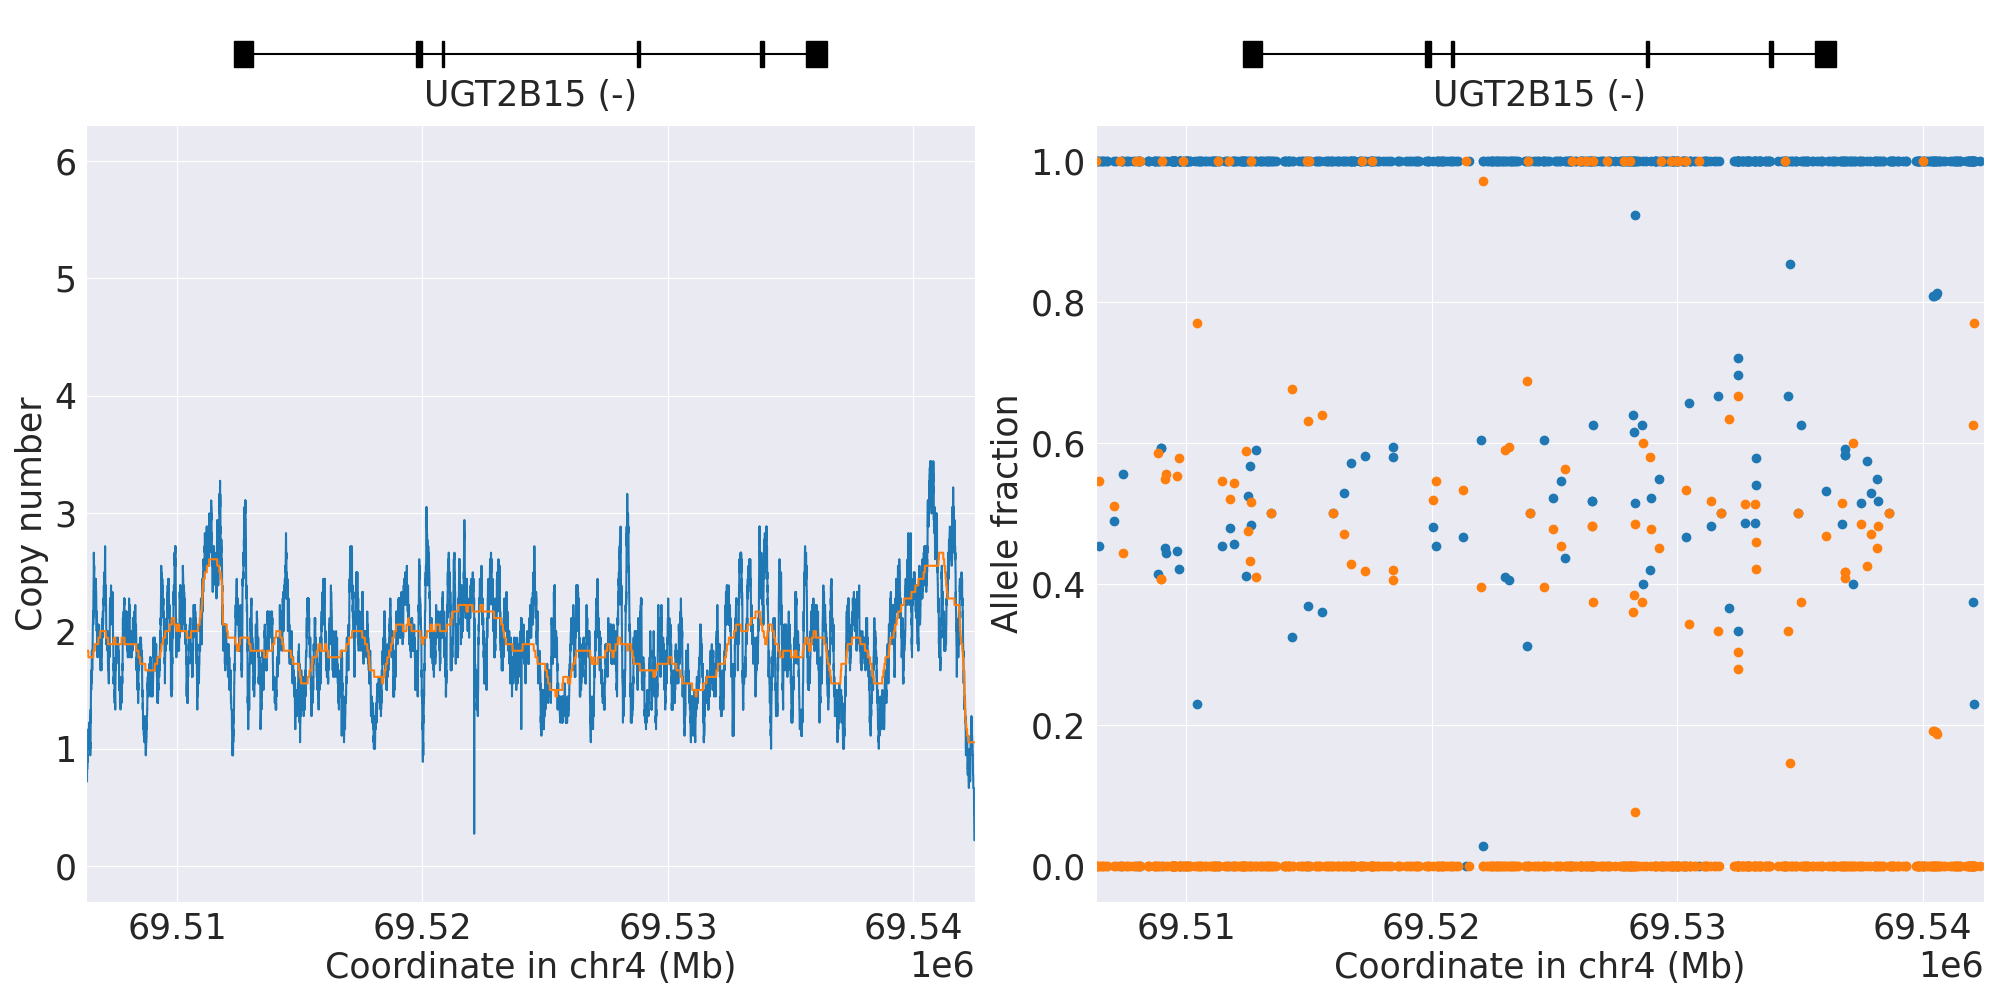 UGT2B15 (-)
6
5
4
3
2
1
0
Copy number
69.51 69.52 69.53 69.54
1e6
Coordinate in chr4 (Mb)
UGT2B15 (-)
1.0
0.8
0.6
0.4
0.2
0.0
Allele fraction
69.51 69.52 69.53 69.54
1e6
Coordinate in chr4 (Mb)